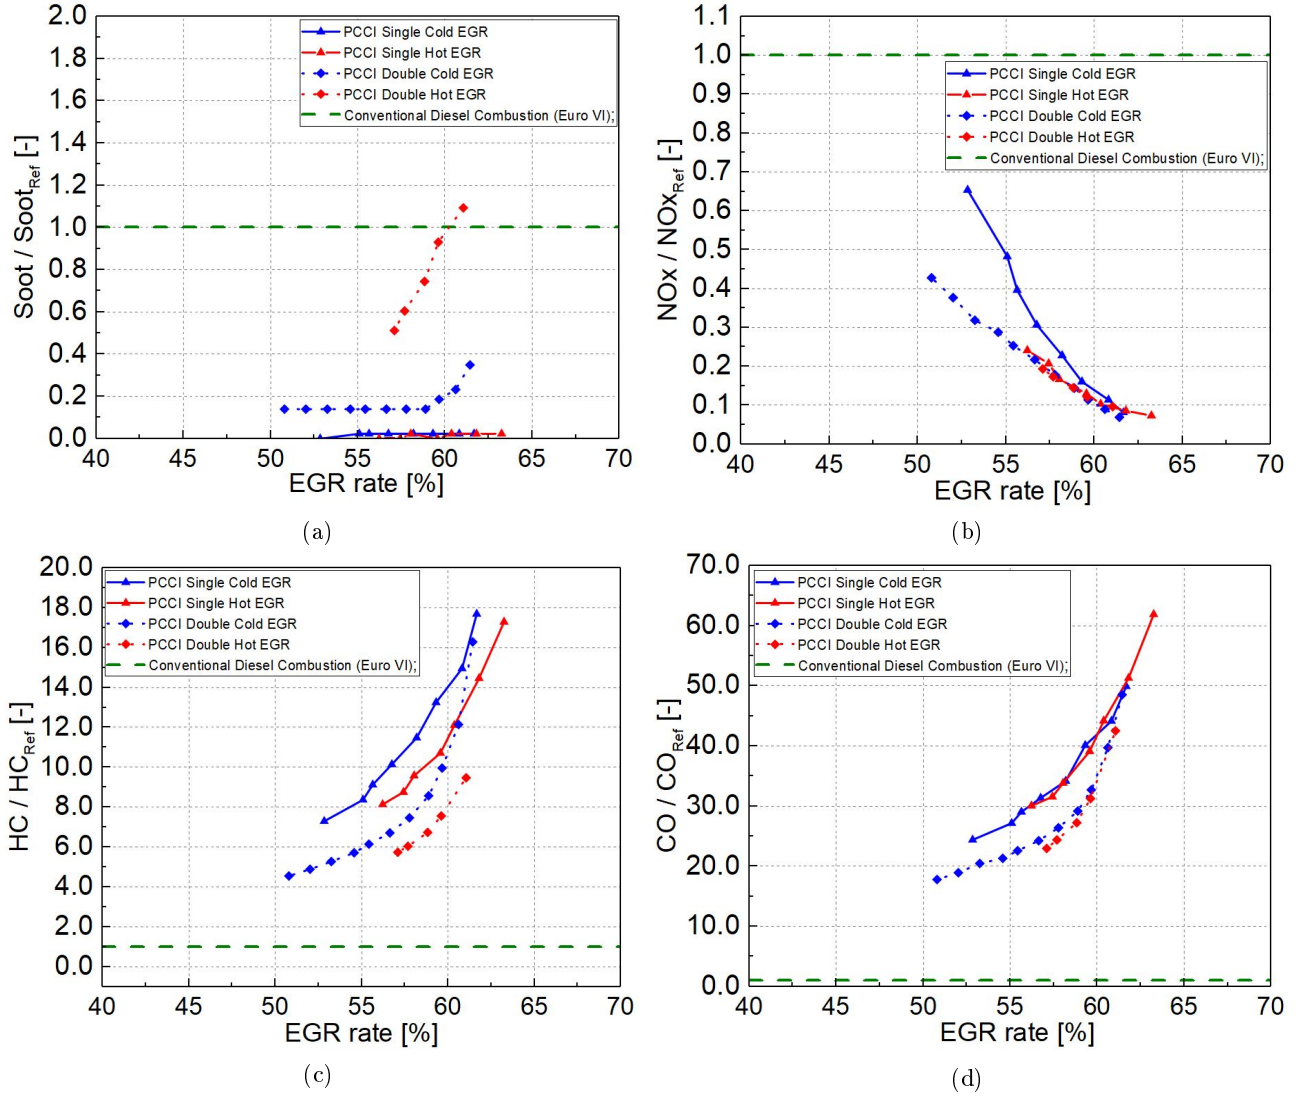 2.0
1.8
1.6
1.4
1.2
1.0
0.8
0.6
0.4
0.2
0.0
Soot / Soot_Ref [-]
PCCI Single Cold EGR
PCCI Single Hot EGR
PCCI Double Cold EGR
PCCI Double Hot EGR
Conventional Diesel Combustion (Euro VI);
40 45 50 55 60 65 70
EGR rate [%]
(a)
1.1
1.0
0.9
0.8
0.7
0.6
0.5
0.4
0.3
0.2
0.1
0.0
NOx / NOx_Ref [-]
PCCI Single Cold EGR
PCCI Single Hot EGR
PCCI Double Cold EGR
PCCI Double Hot EGR
Conventional Diesel Combustion (Euro VI);
40 45 50 55 60 65 70
EGR rate [%]
(b)
20.0
18.0
16.0
14.0
12.0
10.0
8.0
6.0
4.0
2.0
0.0
HC / HC_Ref [-]
PCCI Single Cold EGR
PCCI Single Hot EGR
PCCI Double Cold EGR
PCCI Double Hot EGR
Conventional Diesel Combustion (Euro VI);
40 45 50 55 60 65 70
EGR rate [%]
(c)
70.0
60.0
50.0
40.0
30.0
20.0
10.0
0.0
CO / CO_Ref [-]
PCCI Single Cold EGR
PCCI Single Hot EGR
PCCI Double Cold EGR
PCCI Double Hot EGR
Conventional Diesel Combustion (Euro VI);
40 45 50 55 60 65 70
EGR rate [%]
(d)